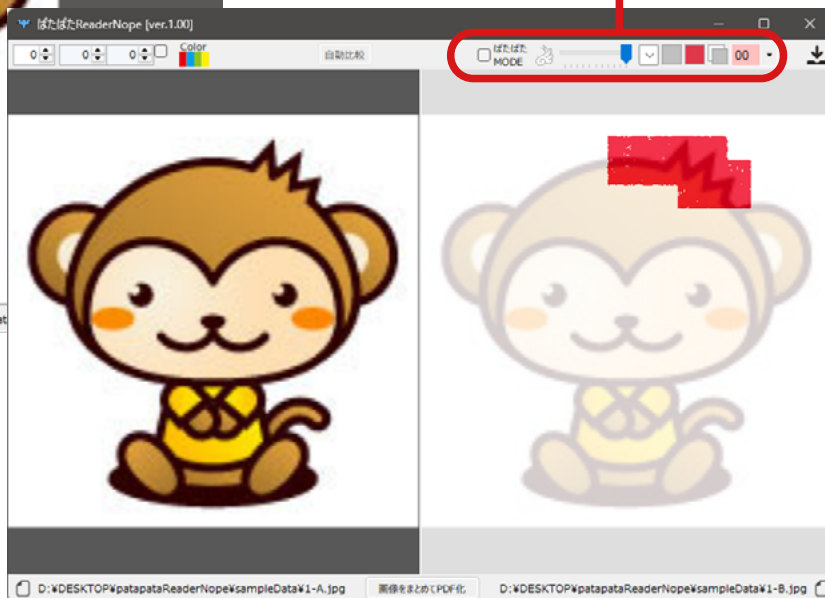 ぱたぱたReaderNope [ver.1.00]
0 0 0 Color 自動比較 ぱたぱた MODE 00
D:¥DESKTOP¥patapataReaderNope¥sampleData¥1-A.jpg 画像をまとめてPDF化 D:¥DESKTOP¥patapataReaderNope¥sampleData¥1-B.jpg